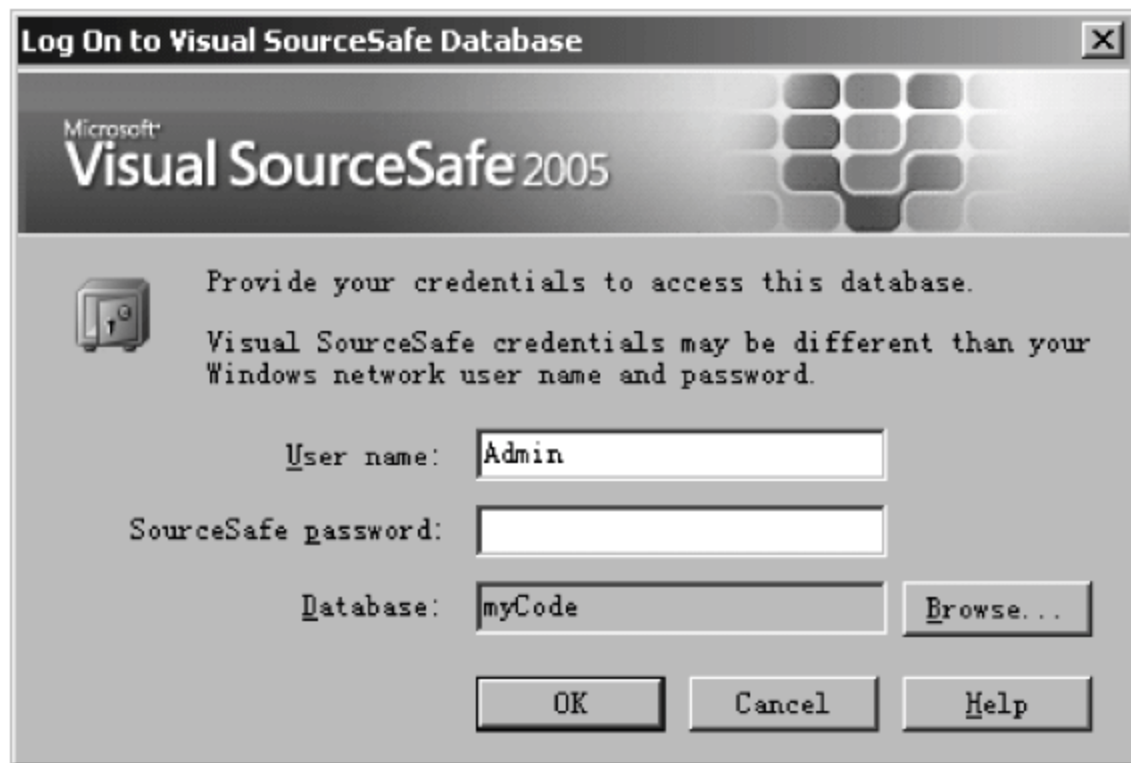 Log On to Visual SourceSafe Database
Microsoft
Visual SourceSafe 2005
Provide your credentials to access this database.
Visual SourceSafe credentials may be different than your
Windows network user name and password.
User name: Admin
SourceSafe password:
Database: myCode Browse...
OK Cancel Help